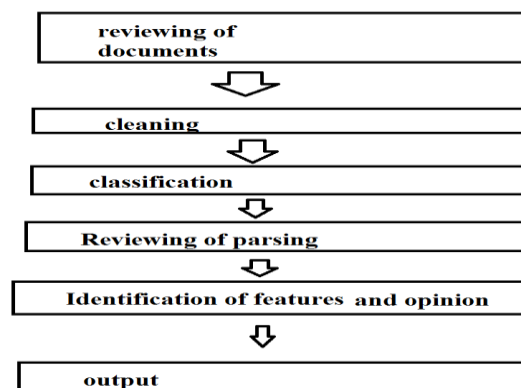 reviewing of
documents
cleaning
classification
Reviewing of parsing
Identification of features and opinion
output